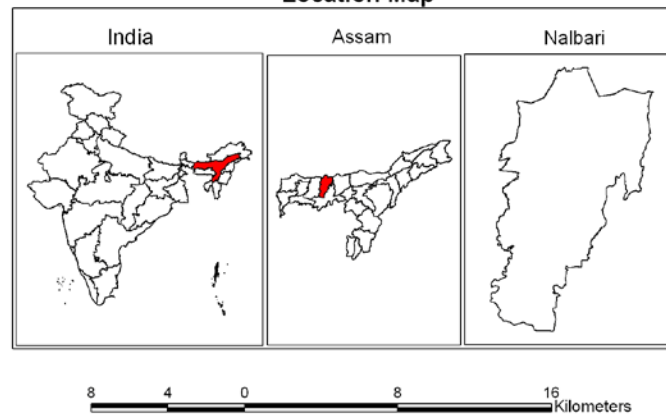 Location Map
India
Assam
Nalbari
8 4 0 8 16
Kilometers